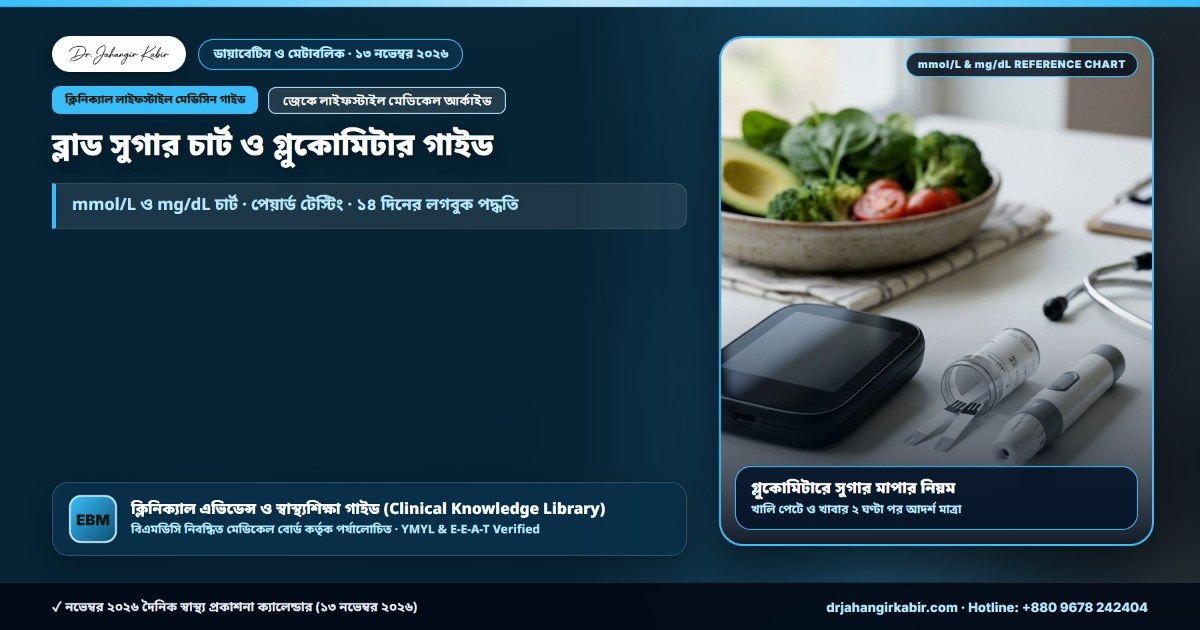 Dr. Jahangir Kabir
ডায়াবেটিস ও মেটাবলিক · ১৩ নভেম্বর ২০২৬
ক্লিনিক্যাল লাইফস্টাইল মেডিসিন গাইড
জেকে লাইফস্টাইল মেডিকেল আর্কাইভ
ব্লাড সুগার চার্ট ও গ্লুকোমিটার গাইড
mmol/L ও mg/dL চার্ট · পেয়ার্ড টেস্টিং · ১৪ দিনের লগবুক পদ্ধতি
mmol/L & mg/dL REFERENCE CHART
গ্লুকোমিটারে সুগার মাপার নিয়ম
খালি পেটে ও খাবার ২ ঘণ্টা পর আদর্শ মাত্রা
EBM
ক্লিনিক্যাল এভিডেন্স ও স্বাস্থ্যশিক্ষা গাইড (Clinical Knowledge Library)
বিএমডিসি নিবন্ধিত মেডিকেল বোর্ড কর্তৃক পর্যালোচিত · YMYL & E-E-A-T Verified
✓ নভেম্বর ২০২৬ দৈনিক স্বাস্থ্য প্রকাশনা ক্যালেন্ডার (১৩ নভেম্বর ২০২৬)
drjahangirkabir.com · Hotline: +880 9678 242404